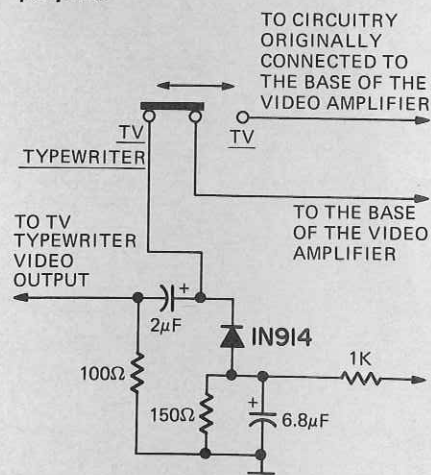 TO CIRCUITRY
ORIGINALLY
CONNECTED TO
THE BASE OF THE
VIDEO AMPLIFIER
TV
TYPEWRITER
TV
TO TV
TYPEWRITER
VIDEO
OUTPUT
TO THE BASE
OF THE VIDEO
AMPLIFIER
+
2µF
IN914
1K
100Ω
150Ω
+
6.8µF